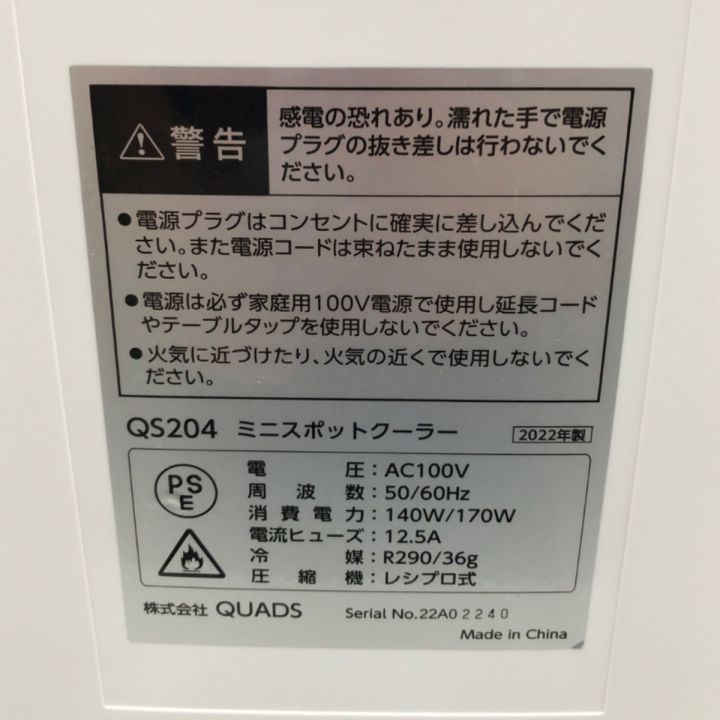 警告
感電の恐れあり。濡れた手で電源
プラグの抜き差しは行わないでく
ださい。
●電源プラグはコンセントに確実に差し込んでくだ
さい。また電源コードは束ねたまま使用しないでく
ださい。
●電源は必ず家庭用100V電源で使用し延長コード
やテーブルタップを使用しないでください。
●火気に近づけたり、火気の近くで使用しないでく
ださい。
QS204 ミニスポットクーラー 2022年製
PS
E
電圧：AC100V
周波数：50/60Hz
消費電力：140W/170W
電流ヒューズ：12.5A
冷媒：R290/36g
圧縮機：レシプロ式
株式会社 QUADS Serial No.22A02240
Made in China